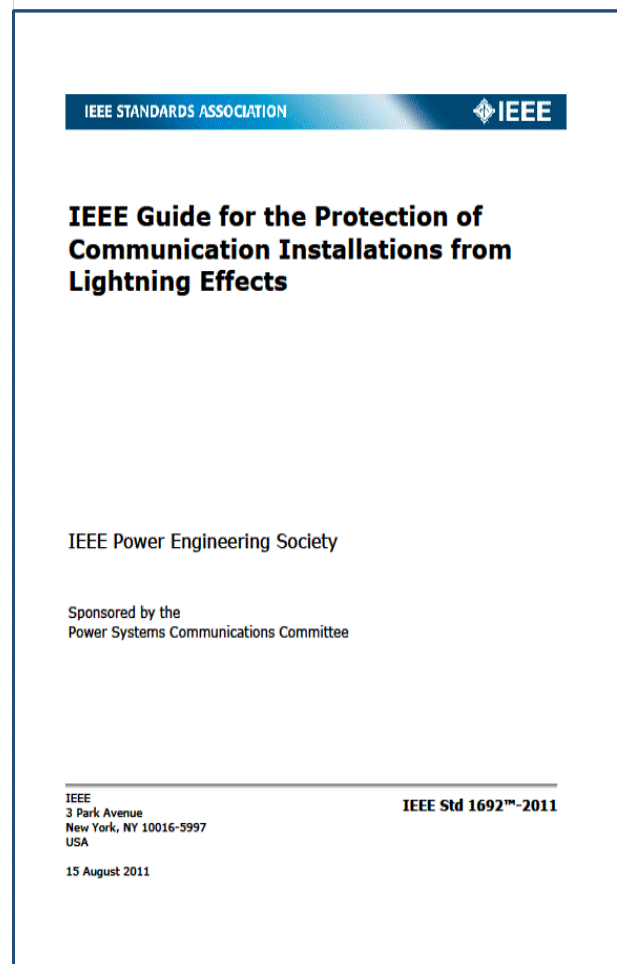 IEEE STANDARDS ASSOCIATION
IEEE
IEEE Guide for the Protection of
Communication Installations from
Lightning Effects
IEEE Power Engineering Society
Sponsored by the
Power Systems Communications Committee
IEEE
3 Park Avenue
New York, NY 10016-5997
USA
15 August 2011
IEEE Std 1692™-2011